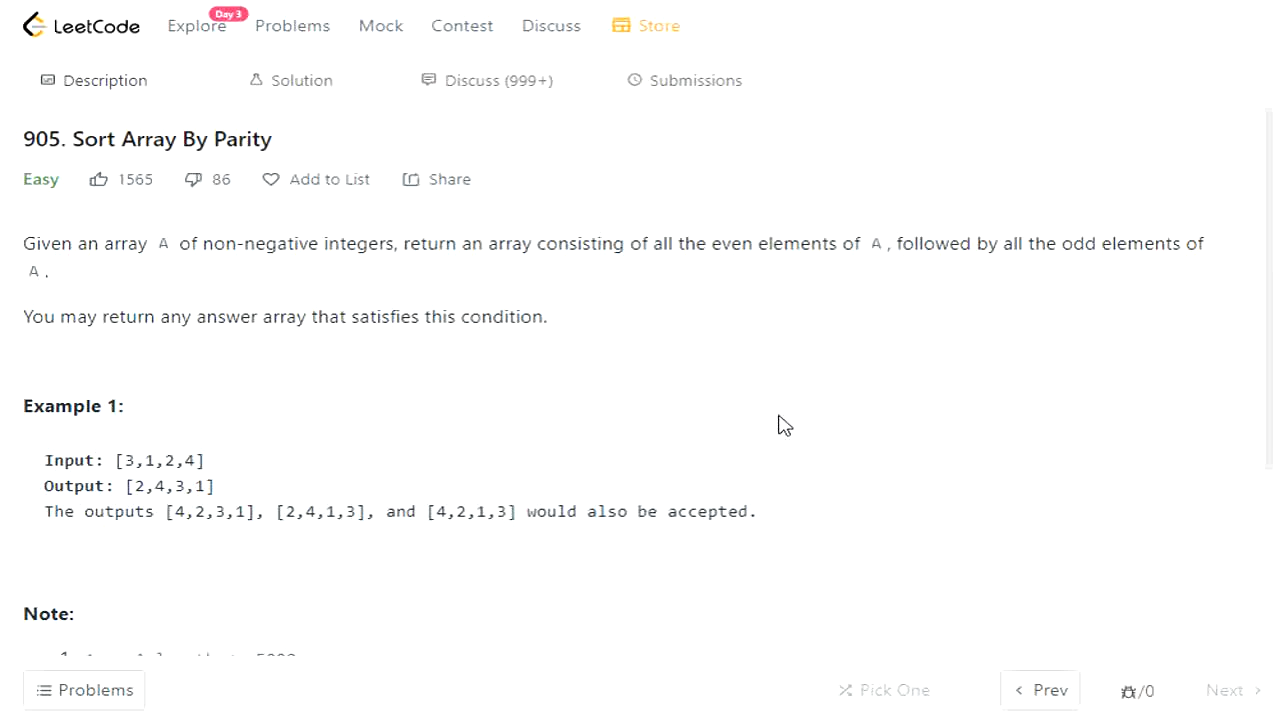 LeetCode Explore Day 3 Problems Mock Contest Discuss Store
Description Solution Discuss (999+) Submissions
905. Sort Array By Parity
Easy 1565 86 Add to List Share
Given an array A of non-negative integers, return an array consisting of all the even elements of A, followed by all the odd elements of
A.
You may return any answer array that satisfies this condition.
Example 1:
Input: [3,1,2,4]
Output: [2,4,3,1]
The outputs [4,2,3,1], [2,4,1,3], and [4,2,1,3] would also be accepted.
Note:
Problems Pick One < Prev /0 Next >